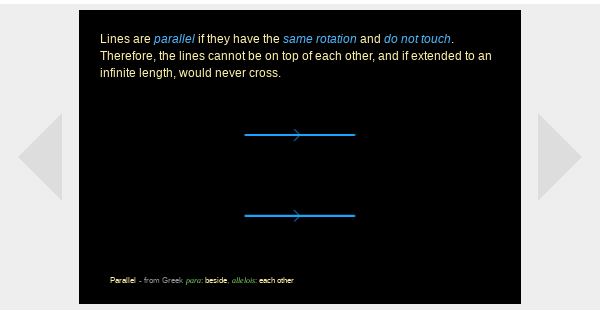 Lines are parallel if they have the same rotation and do not touch.
Therefore, the lines cannot be on top of each other, and if extended to an
infinite length, would never cross.
Parallel - from Greek para: beside, allelois: each other